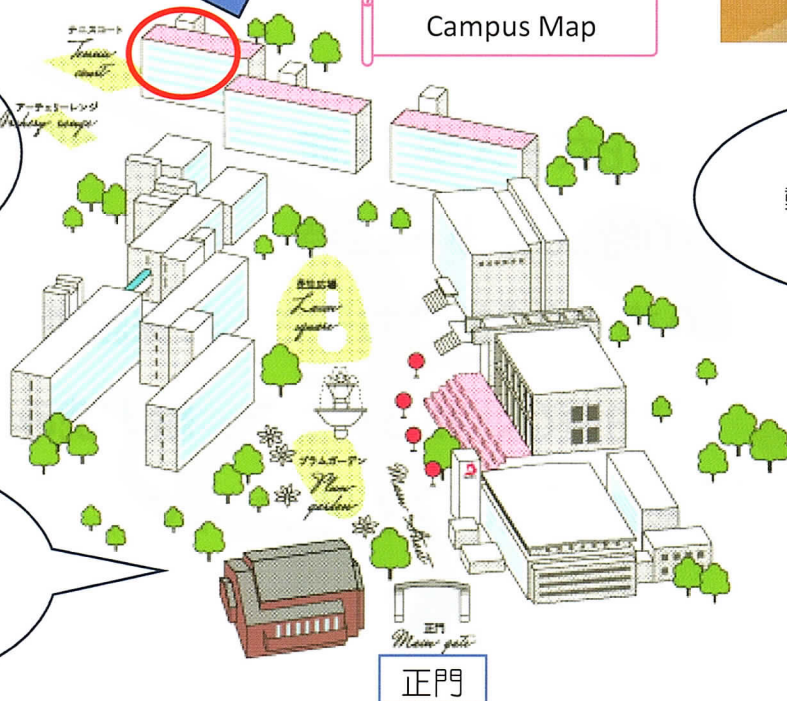 Campus Map
テニスコート
Tennis
court
アーチェリーレンジ
Archery range
芝生広場
Lawn
square
プラムガーデン
Plum
garden
Main Street
正門
Main gate
正門